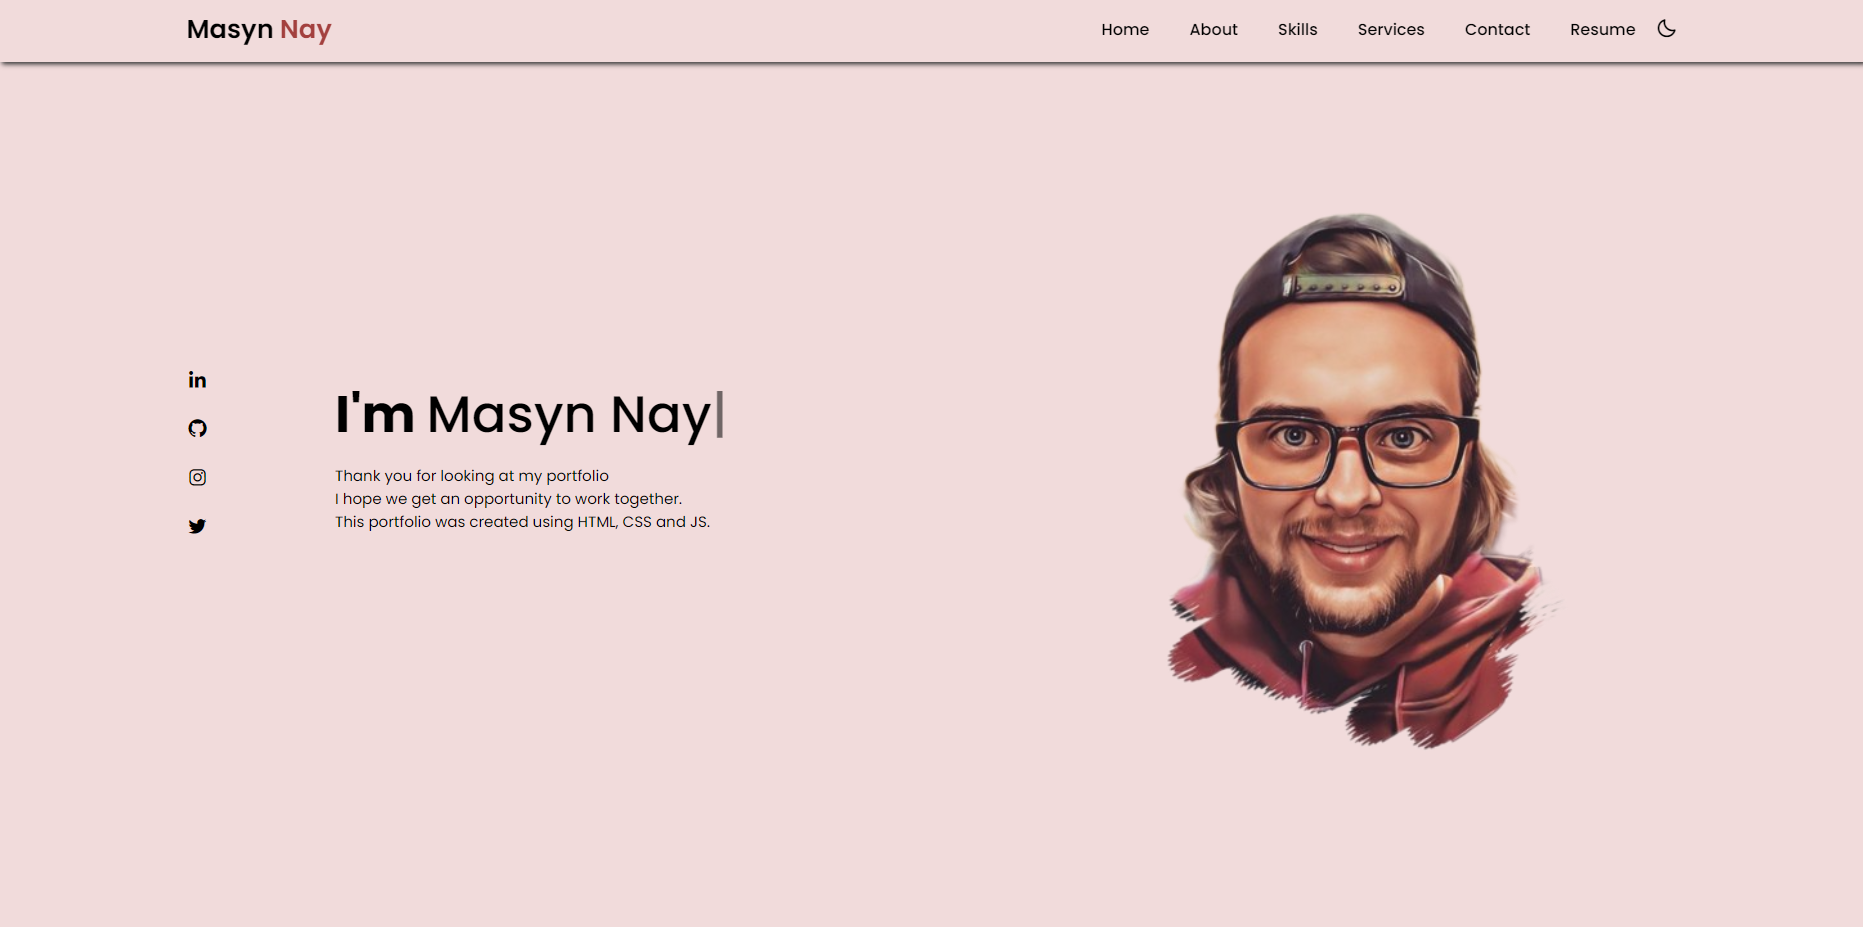 Masyn Nay
Home About Skills Services Contact Resume
in
I'm Masyn Nay|
Thank you for looking at my portfolio
I hope we get an opportunity to work together.
This portfolio was created using HTML, CSS and JS.